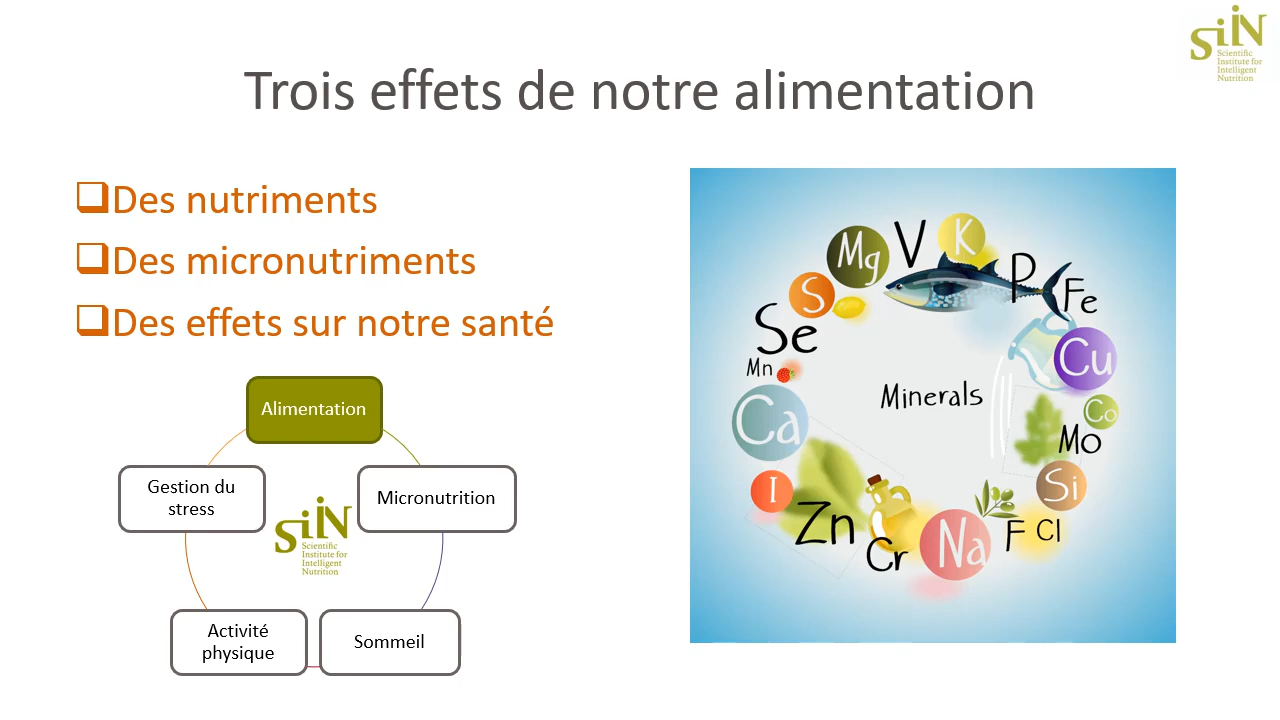 SiiN
Scientific
Institute for
Intelligent
Nutrition
Trois effets de notre alimentation
Des nutriments
Des micronutriments
Des effets sur notre santé
Alimentation
Gestion du
stress
Micronutrition
SiiN
Scientific
Institute for
Intelligent
Nutrition
Activité
physique
Sommeil
Mg
V
K
P
Fe
S
Se
Cu
Mn
Minerals
Ca
Co
Mo
I
Si
Zn
Cr
Na
F
Cl